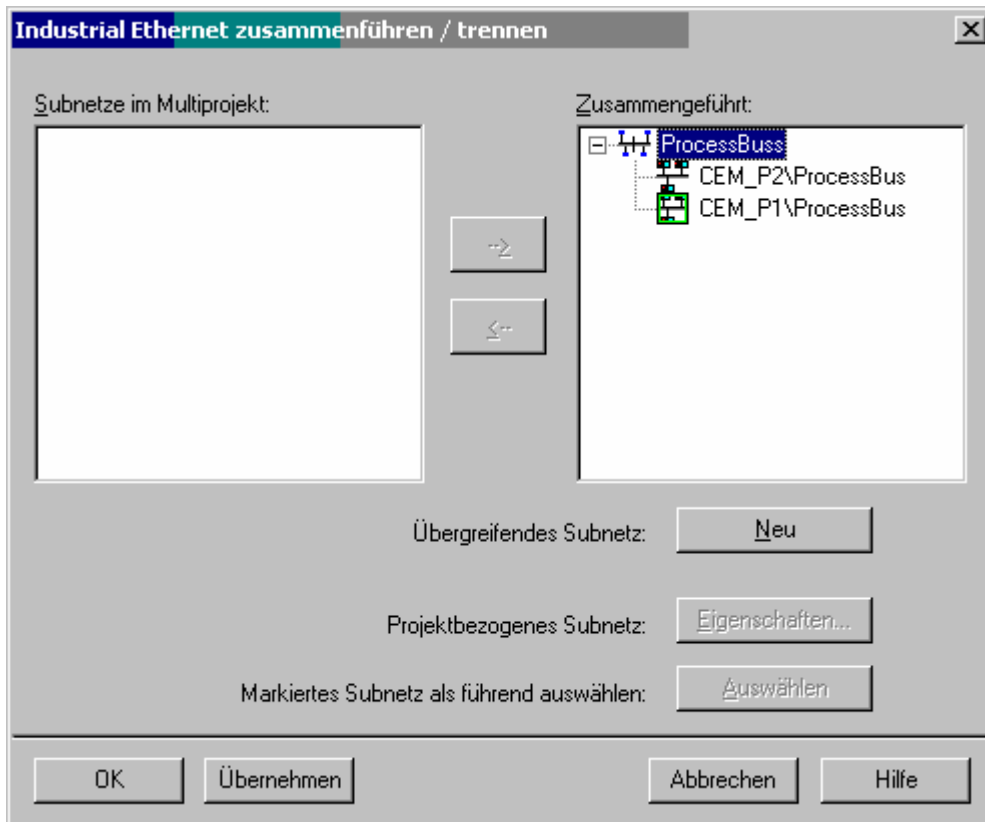 Industrial Ethernet zusammenführen / trennen
Subnetze im Multiprojekt:
Zusammengeführt:
ProcessBuss
CEM_P2\ProcessBus
CEM_P1\ProcessBus
-->
<--
Übergreifendes Subnetz:
Neu
Projektbezogenes Subnetz:
Eigenschaften...
Markiertes Subnetz als führend auswählen:
Auswählen
OK
Übernehmen
Abbrechen
Hilfe